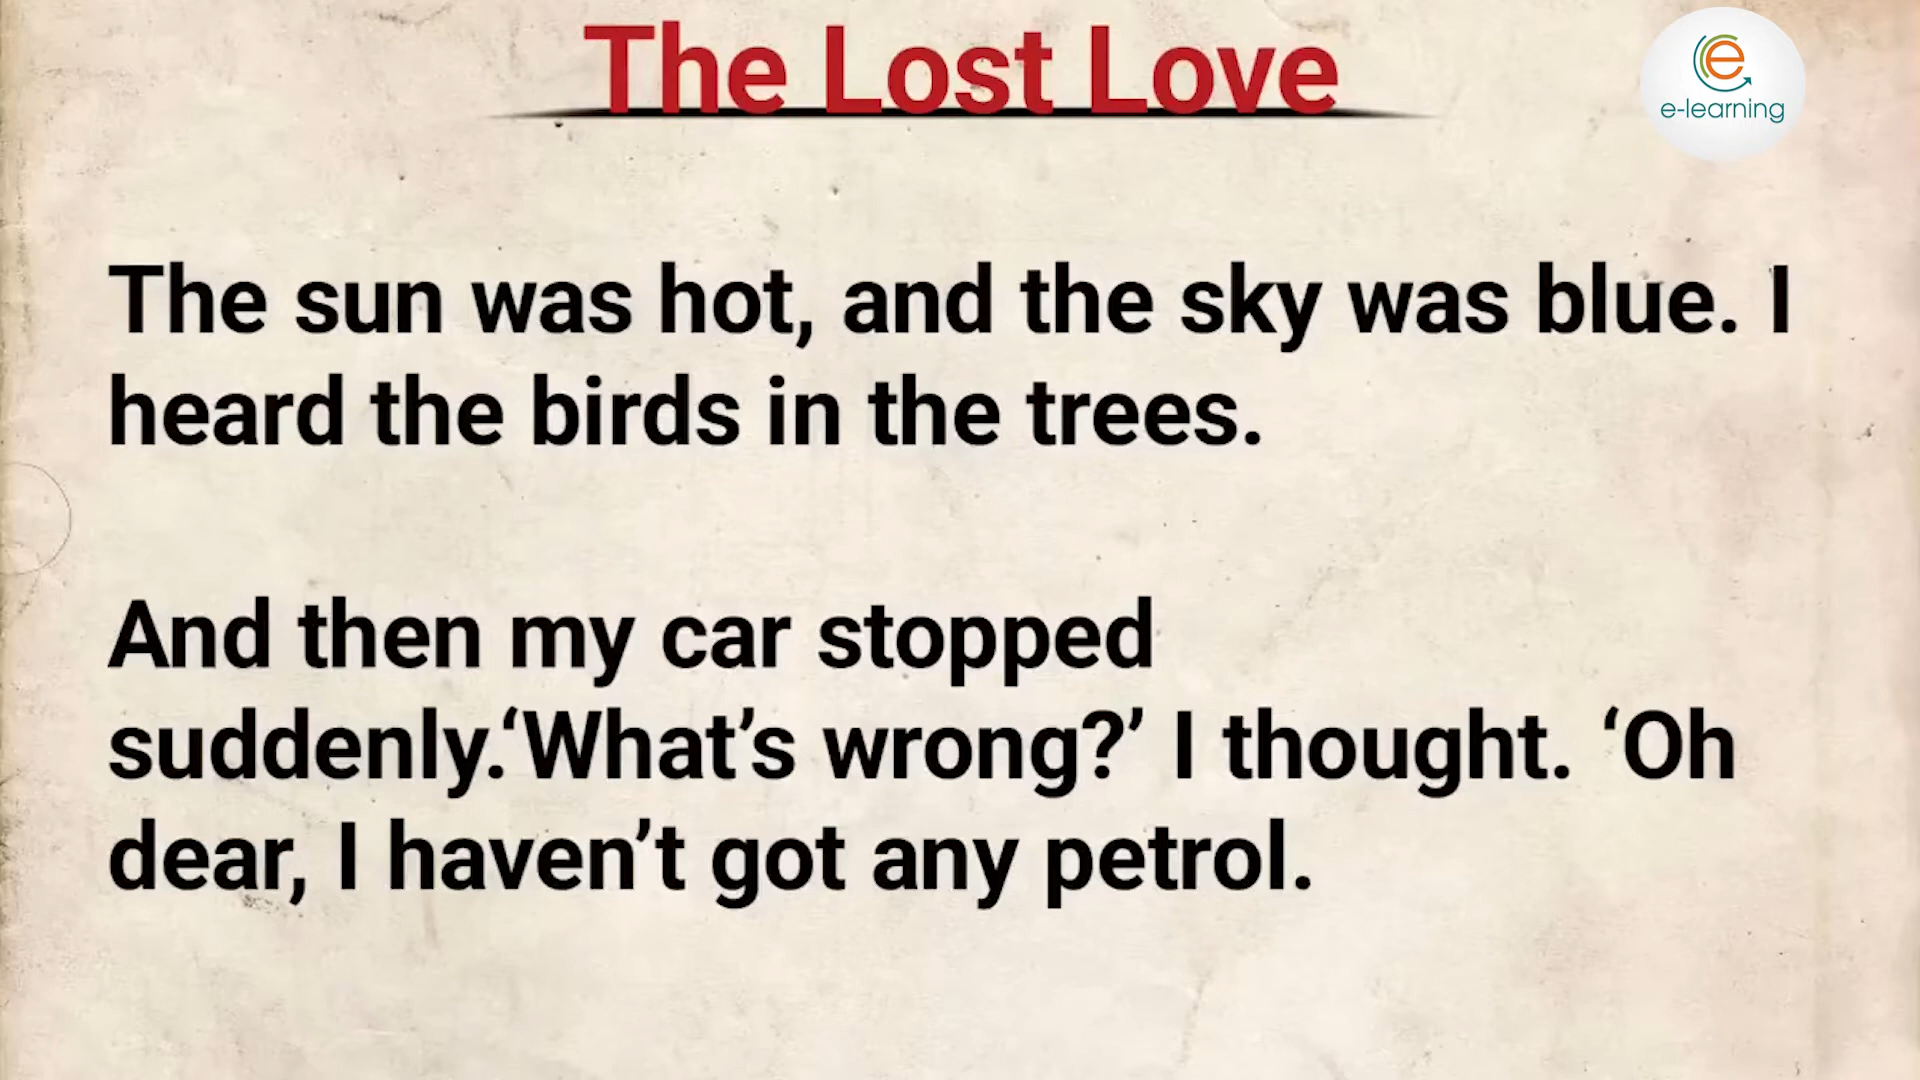 The Lost Love
e
e-learning
The sun was hot, and the sky was blue. I
heard the birds in the trees.
And then my car stopped
suddenly.‘What’s wrong?’ I thought. ‘Oh
dear, I haven’t got any petrol.